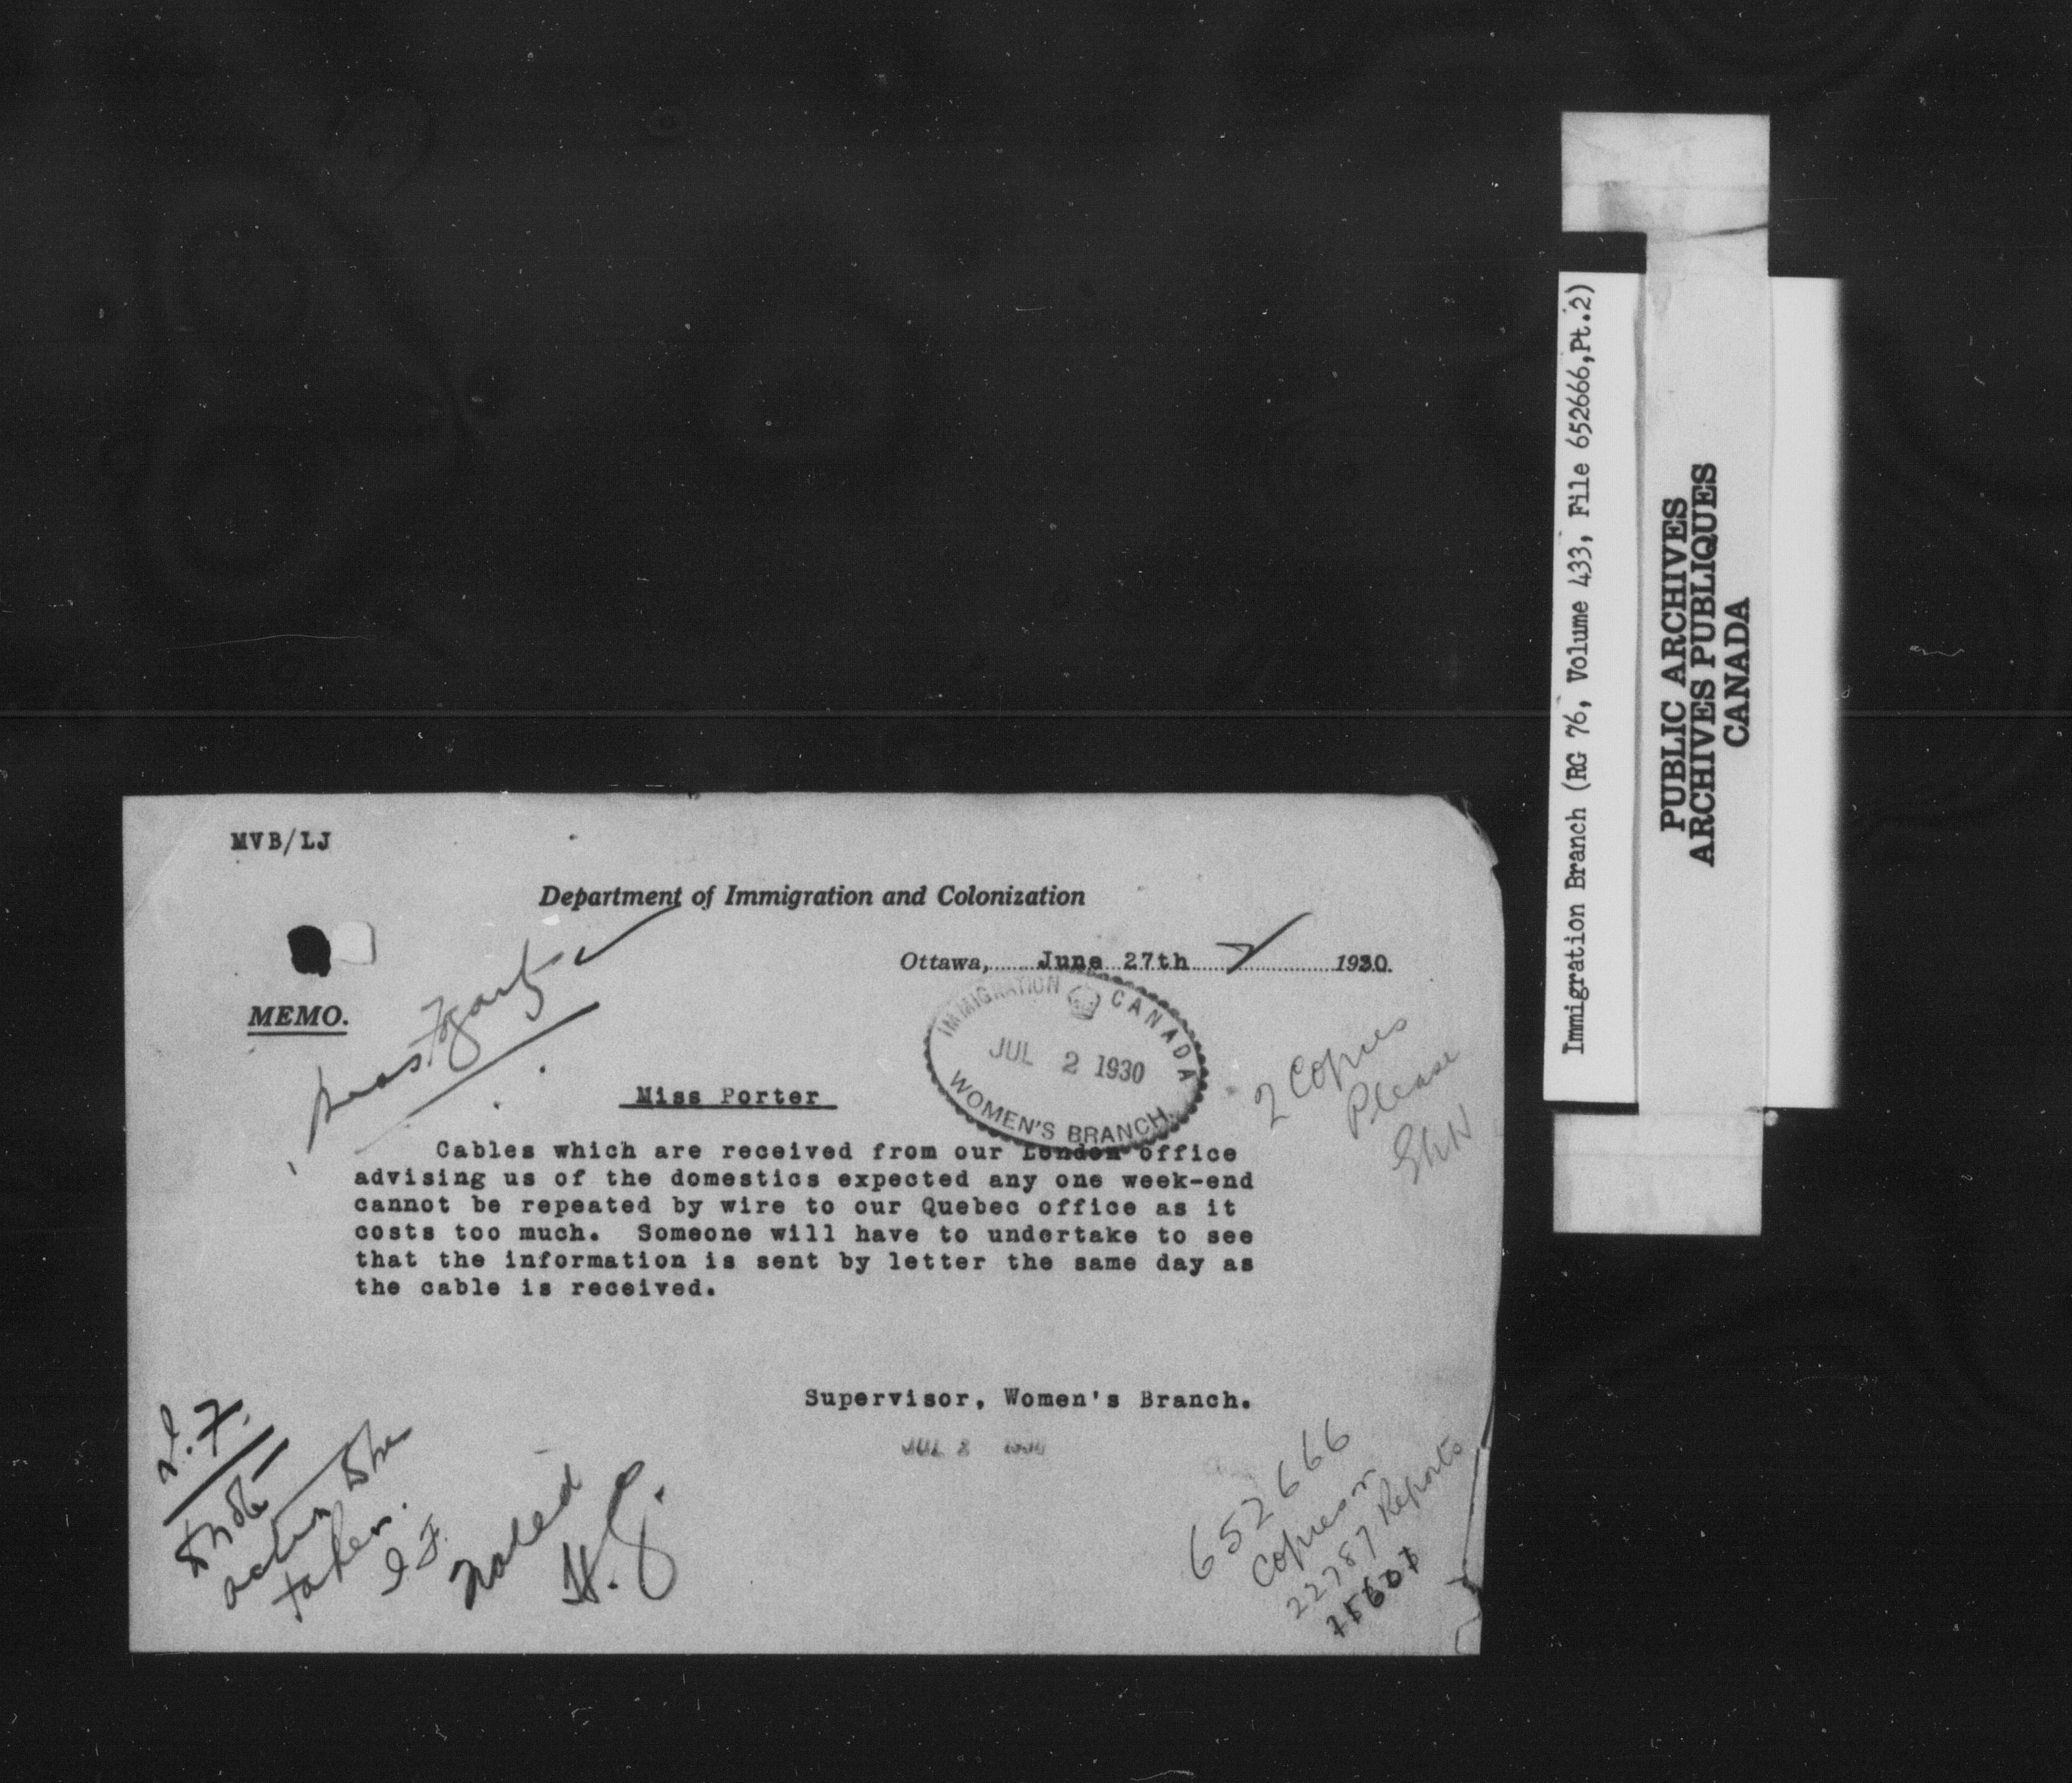 MVB/LJ
Department of Immigration and Colonization
Ottawa, June 27th 1930.
MEMO.
IMMIGRATION CANADA
JUL 2 1930
WOMEN'S BRANCH
2 Copies
Please
Miss Porter
Cables which are received from our London office
advising us of the domestics expected any one week-end
cannot be repeated by wire to our Quebec office as it
costs too much. Someone will have to undertake to see
that the information is sent by letter the same day as
the cable is received.
Supervisor, Women's Branch.
JUL 2 1930
taken.
Noted
H.G.
652666
Copies on
22787 Reports
Immigration Branch (RG 76, Volume 433, File 652666,Pt.2)
PUBLIC ARCHIVES
ARCHIVES PUBLIQUES
CANADA